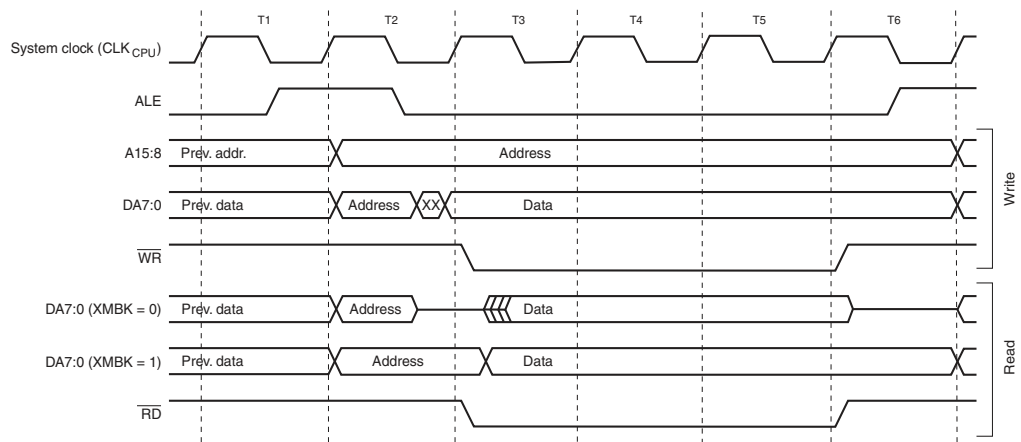 T1 T2 T3 T4 T5 T6
System clock (CLKCPU)
ALE
A15:8 Prev. addr. Address
DA7:0 Prev. data Address XX Data
WR
Write
DA7:0 (XMBK = 0) Prev. data Address Data
DA7:0 (XMBK = 1) Prev. data Address Data
RD
Read